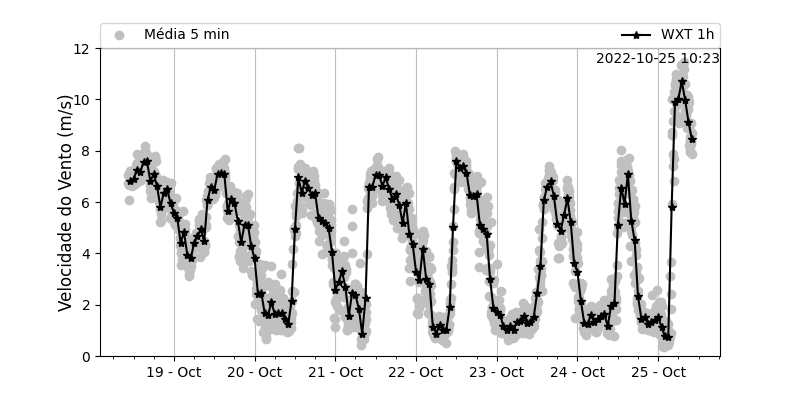 Média 5 min
WXT 1h
2022-10-25 10:23
Velocidade do Vento (m/s)
12
10
8
6
4
2
0
19 - Oct
20 - Oct
21 - Oct
22 - Oct
23 - Oct
24 - Oct
25 - Oct